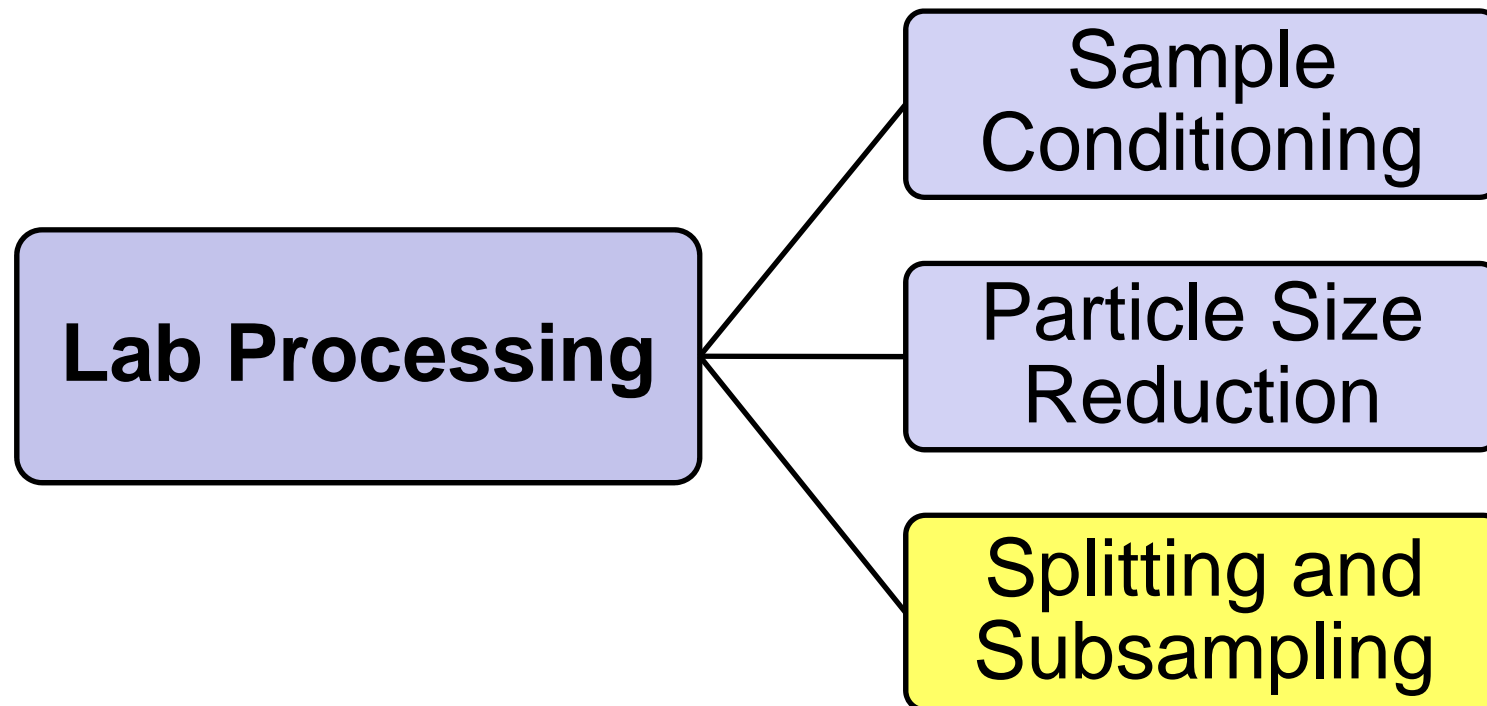 Lab Processing
Sample
Conditioning
Particle Size
Reduction
Splitting and
Subsampling